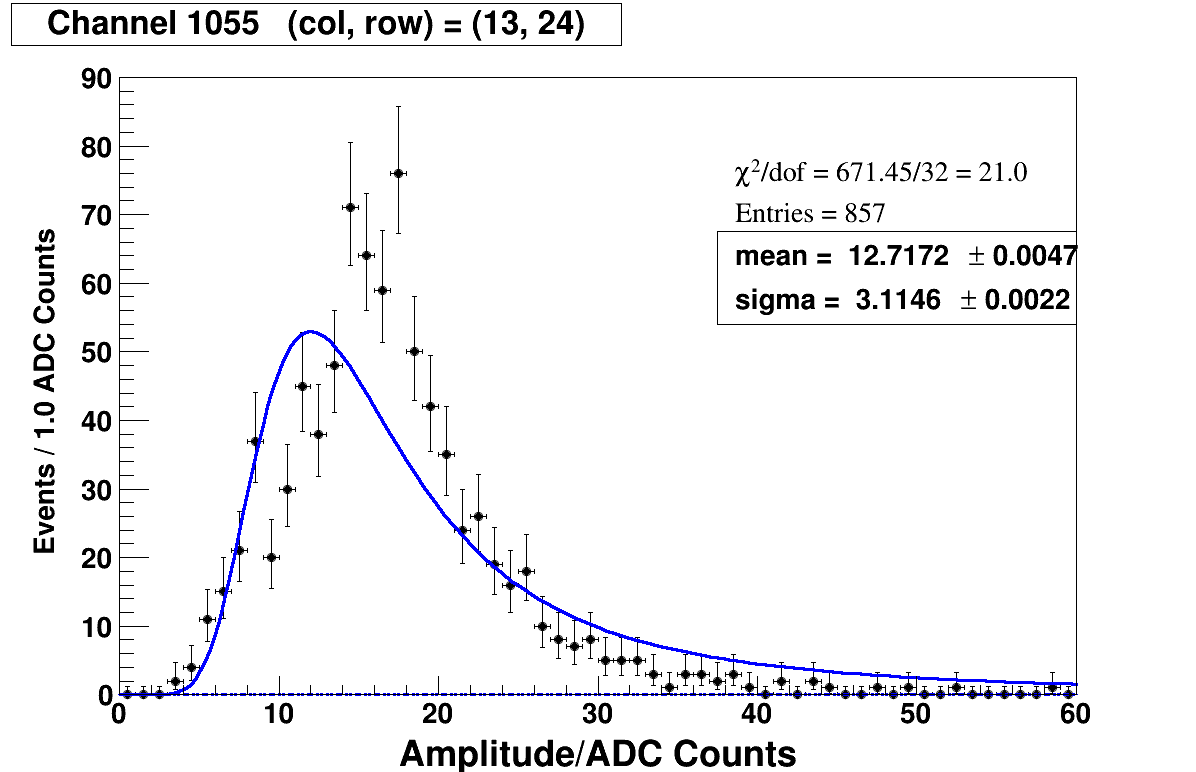 Channel 1055 (col, row) = (13, 24)
90
80
70
60
50
40
30
20
10
0
Events / 1.0 ADC Counts
χ²/dof = 671.45/32 = 21.0
Entries = 857
mean = 12.7172 ± 0.0047
sigma = 3.1146 ± 0.0022
0 10 20 30 40 50 60
Amplitude/ADC Counts